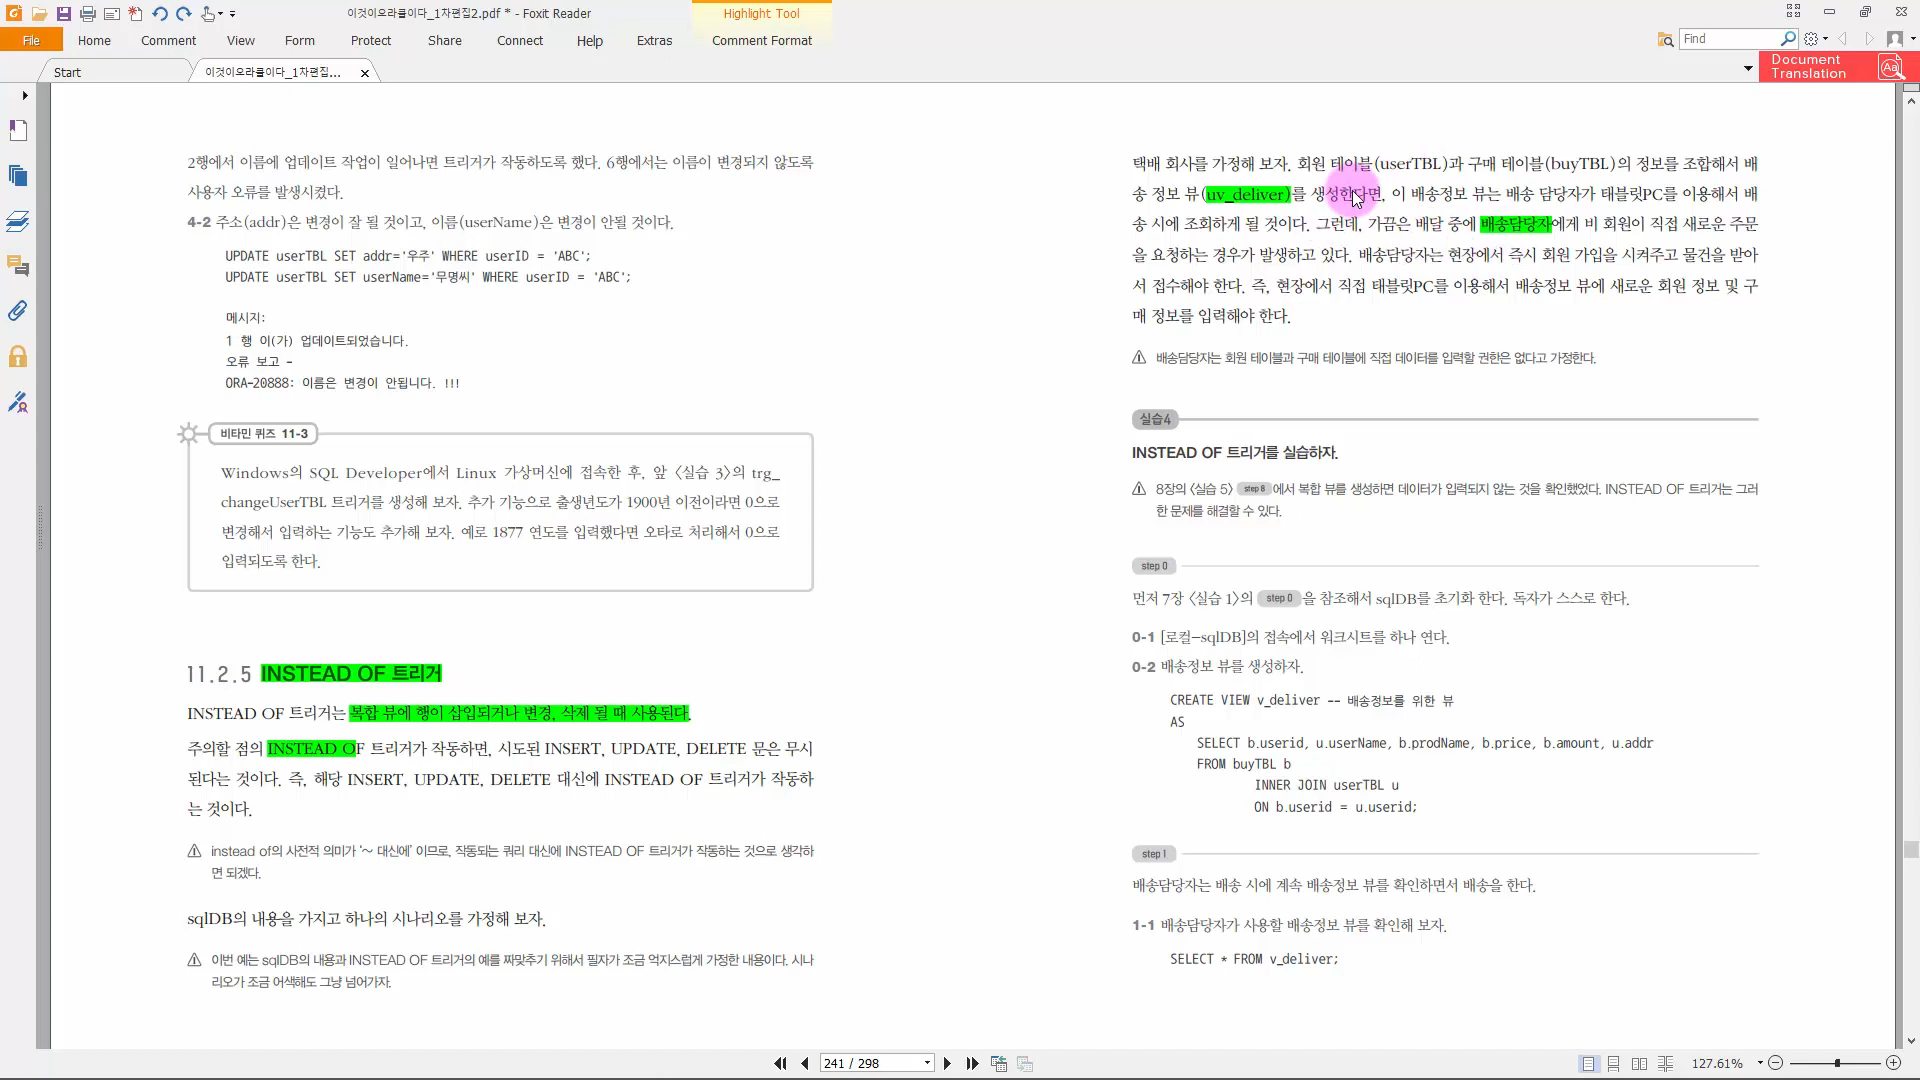 이것이오라클이다_1차편집2.pdf * - Foxit Reader
Highlight Tool
File
Home
Comment
View
Form
Protect
Share
Connect
Help
Extras
Comment Format
Find
Start
이것이오라클이다_1차편집...
Document
Translation
2행에서 이름에 업데이트 작업이 일어나면 트리거가 작동하도록 했다. 6행에서는 이름이 변경되지 않도록
사용자 오류를 발생시켰다.
4-2 주소(addr)은 변경이 잘 될 것이고, 이름(userName)은 변경이 안될 것이다.
UPDATE userTBL SET addr='우주' WHERE userID = 'ABC';
UPDATE userTBL SET userName='무명씨' WHERE userID = 'ABC';
메시지:
1 행 이(가) 업데이트되었습니다.
오류 보고 -
ORA-20888: 이름은 변경이 안됩니다. !!!
비타민 퀴즈 11-3
Windows의 SQL Developer에서 Linux 가상머신에 접속한 후, 앞 〈실습 3〉의 trg_
changeUserTBL 트리거를 생성해 보자. 추가 기능으로 출생년도가 1900년 이전이라면 0으로
변경해서 입력하는 기능도 추가해 보자. 예로 1877 연도를 입력했다면 오타로 처리해서 0으로
입력되도록 한다.
11.2.5 INSTEAD OF 트리거
INSTEAD OF 트리거는 복합 뷰에 행이 삽입되거나 변경, 삭제 될 때 사용된다.
주의할 점의 INSTEAD OF 트리거가 작동하면, 시도된 INSERT, UPDATE, DELETE 문은 무시
된다는 것이다. 즉, 해당 INSERT, UPDATE, DELETE 대신에 INSTEAD OF 트리거가 작동하
는 것이다.
instead of의 사전적 의미가 '~ 대신에' 이므로, 작동되는 쿼리 대신에 INSTEAD OF 트리거가 작동하는 것으로 생각하
면 되겠다.
sqlDB의 내용을 가지고 하나의 시나리오를 가정해 보자.
이번 예는 sqlDB의 내용과 INSTEAD OF 트리거의 예를 짜맞추기 위해서 필자가 조금 억지스럽게 가정한 내용이다. 시나
리오가 조금 어색해도 그냥 넘어가자.
택배 회사를 가정해 보자. 회원 테이블(userTBL)과 구매 테이블(buyTBL)의 정보를 조합해서 배
송 정보 뷰(uv_deliver)를 생성한다면, 이 배송정보 뷰는 배송 담당자가 태블릿PC를 이용해서 배
송 시에 조회하게 될 것이다. 그런데, 가끔은 배달 중에 배송담당자에게 비 회원이 직접 새로운 주문
을 요청하는 경우가 발생하고 있다. 배송담당자는 현장에서 즉시 회원 가입을 시켜주고 물건을 받아
서 접수해야 한다. 즉, 현장에서 직접 태블릿PC를 이용해서 배송정보 뷰에 새로운 회원 정보 및 구
매 정보를 입력해야 한다.
배송담당자는 회원 테이블과 구매 테이블에 직접 데이터를 입력할 권한은 없다고 가정한다.
실습4
INSTEAD OF 트리거를 실습하자.
8장의 〈실습 5〉 step 8 에서 복합 뷰를 생성하면 데이터가 입력되지 않는 것을 확인했었다. INSTEAD OF 트리거는 그러
한 문제를 해결할 수 있다.
step 0
먼저 7장 〈실습 1〉의 step 0 을 참조해서 sqlDB를 초기화 한다. 독자가 스스로 한다.
0-1 [로컬-sqlDB]의 접속에서 워크시트를 하나 연다.
0-2 배송정보 뷰를 생성하자.
CREATE VIEW v_deliver -- 배송정보를 위한 뷰
AS
SELECT b.userid, u.userName, b.prodName, b.price, b.amount, u.addr
FROM buyTBL b
INNER JOIN userTBL u
ON b.userid = u.userid;
step 1
배송담당자는 배송 시에 계속 배송정보 뷰를 확인하면서 배송을 한다.
1-1 배송담당자가 사용할 배송정보 뷰를 확인해 보자.
SELECT * FROM v_deliver;
241 / 298
127.61%